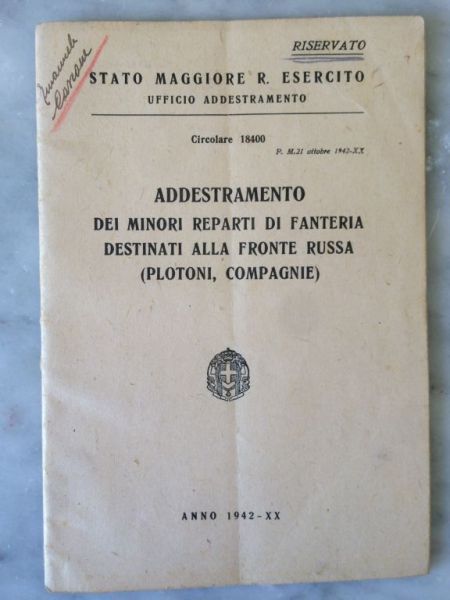 Emanuele
RISERVATO
STATO MAGGIORE R. ESERCITO
UFFICIO ADDESTRAMENTO
Circolare 18400
P. M. 21 ottobre 1942-XX
ADDESTRAMENTO
DEI MINORI REPARTI DI FANTERIA
DESTINATI ALLA FRONTE RUSSA
(PLOTONI, COMPAGNIE)
ANNO 1942-XX